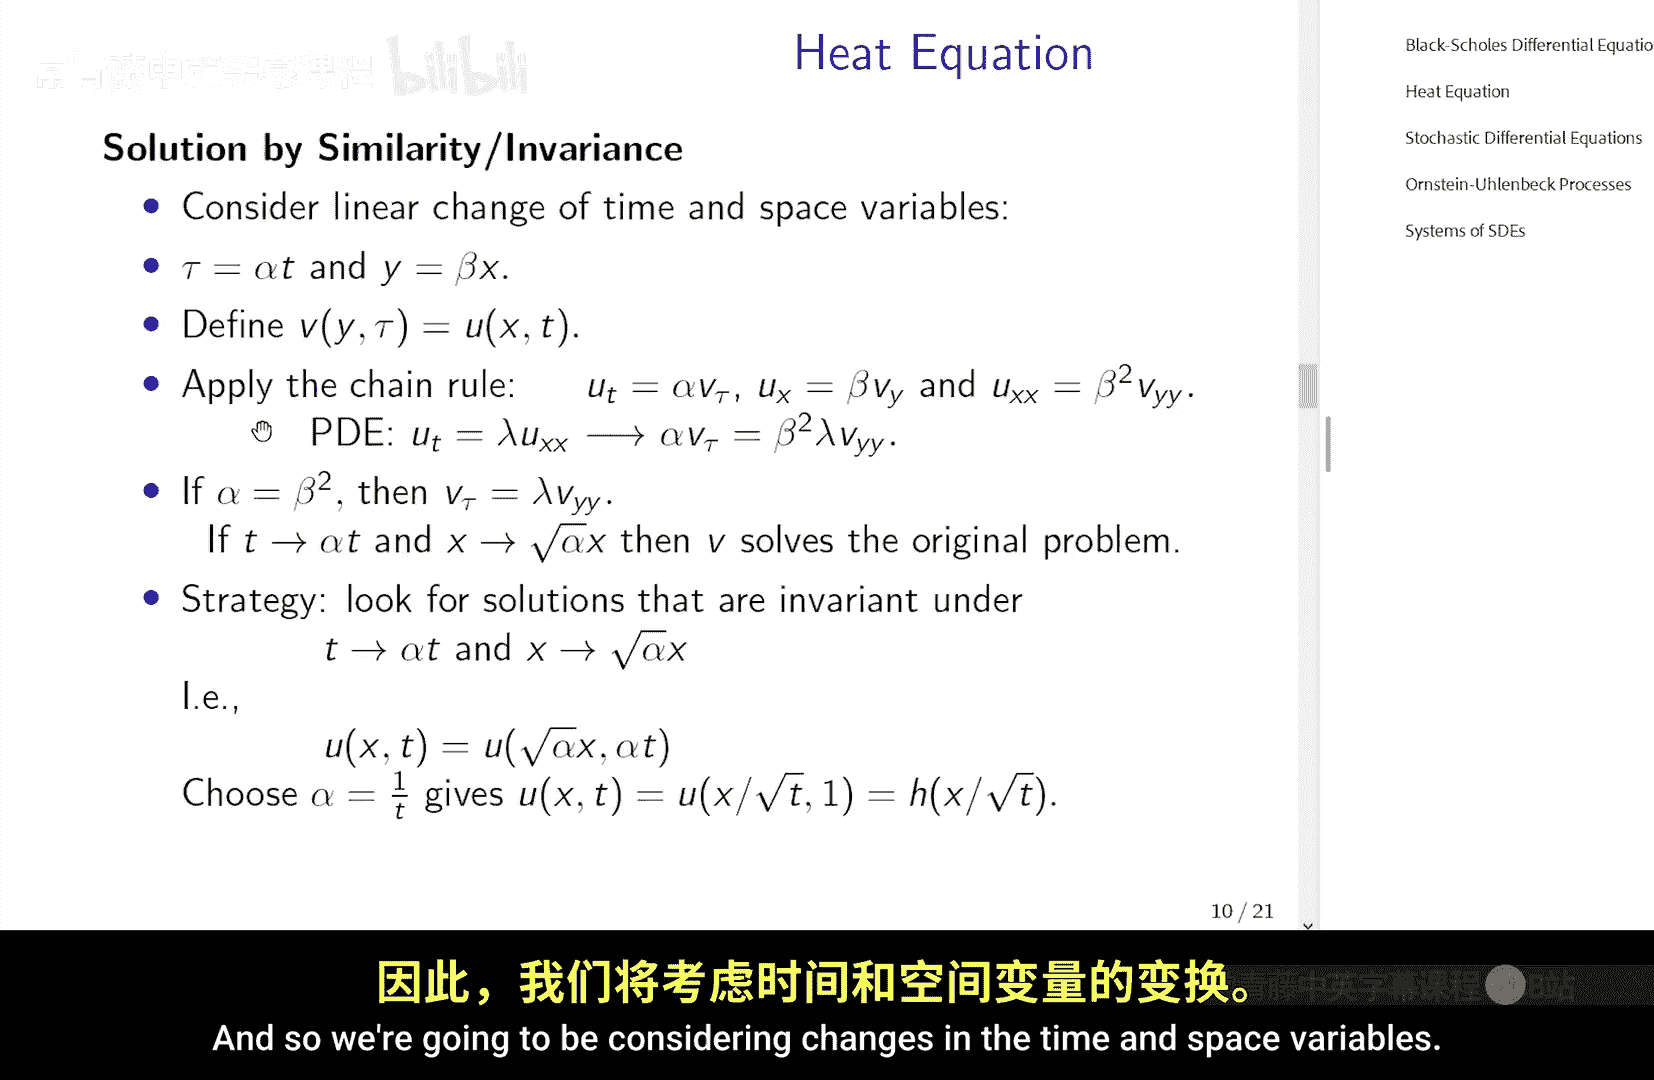 bilibili
Heat Equation
Solution by Similarity/Invariance
• Consider linear change of time and space variables:
• τ = αt and y = βx.
• Define v(y, τ) = u(x, t).
• Apply the chain rule: u_t = αv_τ, u_x = βv_y and u_xx = β²v_yy.
PDE: u_t = λu_xx ⟶ αv_τ = β²λv_yy.
• If α = β², then v_τ = λv_yy.
If t → αt and x → √αx then v solves the original problem.
• Strategy: look for solutions that are invariant under
t → αt and x → √αx
I.e.,
u(x, t) = u(√αx, αt)
Choose α = 1/t gives u(x, t) = u(x/√t, 1) = h(x/√t).
10 / 21
Black-Scholes Differential Equatio
Heat Equation
Stochastic Differential Equations
Ornstein-Uhlenbeck Processes
Systems of SDEs
因此，我们将考虑时间和空间变量的变换。
And so we're going to be considering changes in the time and space variables.